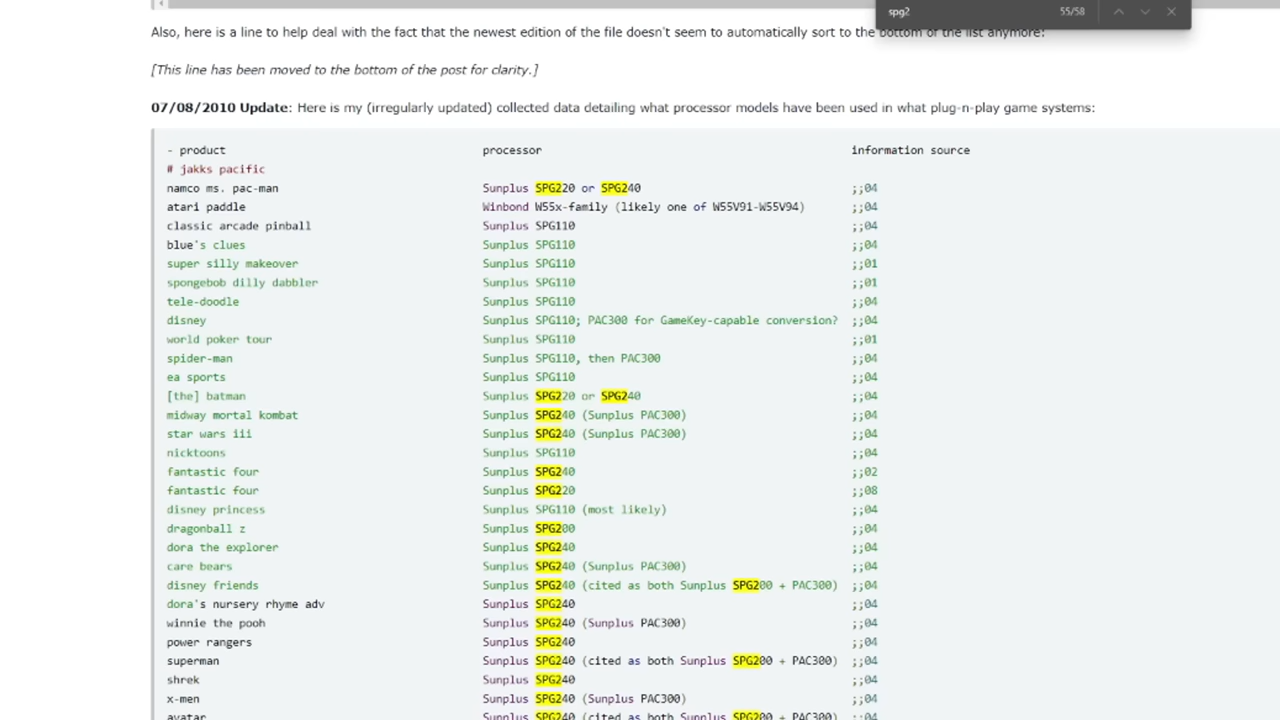 spg2 55/58
Also, here is a line to help deal with the fact that the newest edition of the file doesn't seem to automatically sort to the bottom of the list anymore:
[This line has been moved to the bottom of the post for clarity.]
07/08/2010 Update: Here is my (irregularly updated) collected data detailing what processor models have been used in what plug-n-play game systems:
- product processor information source
# jakks pacific
namco ms. pac-man Sunplus SPG220 or SPG240 ;;04
atari paddle Winbond W55x-family (likely one of W55V91-W55V94) ;;04
classic arcade pinball Sunplus SPG110 ;;04
blue's clues Sunplus SPG110 ;;04
super silly makeover Sunplus SPG110 ;;01
spongebob dilly dabbler Sunplus SPG110 ;;01
tele-doodle Sunplus SPG110 ;;04
disney Sunplus SPG110; PAC300 for GameKey-capable conversion? ;;04
world poker tour Sunplus SPG110 ;;01
spider-man Sunplus SPG110, then PAC300 ;;04
ea sports Sunplus SPG110 ;;04
[the] batman Sunplus SPG220 or SPG240 ;;04
midway mortal kombat Sunplus SPG240 (Sunplus PAC300) ;;04
star wars iii Sunplus SPG240 (Sunplus PAC300) ;;04
nicktoons Sunplus SPG110 ;;04
fantastic four Sunplus SPG240 ;;02
fantastic four Sunplus SPG220 ;;08
disney princess Sunplus SPG110 (most likely) ;;04
dragonball z Sunplus SPG200 ;;04
dora the explorer Sunplus SPG240 ;;04
care bears Sunplus SPG240 (Sunplus PAC300) ;;04
disney friends Sunplus SPG240 (cited as both Sunplus SPG200 + PAC300) ;;04
dora's nursery rhyme adv Sunplus SPG240 ;;04
winnie the pooh Sunplus SPG240 (Sunplus PAC300) ;;04
power rangers Sunplus SPG240 ;;04
superman Sunplus SPG240 (cited as both Sunplus SPG200 + PAC300) ;;04
shrek Sunplus SPG240 ;;04
x-men Sunplus SPG240 (Sunplus PAC300) ;;04
avatar Sunplus SPG240 (cited as both Sunplus SPG200 + PAC300) ;;04